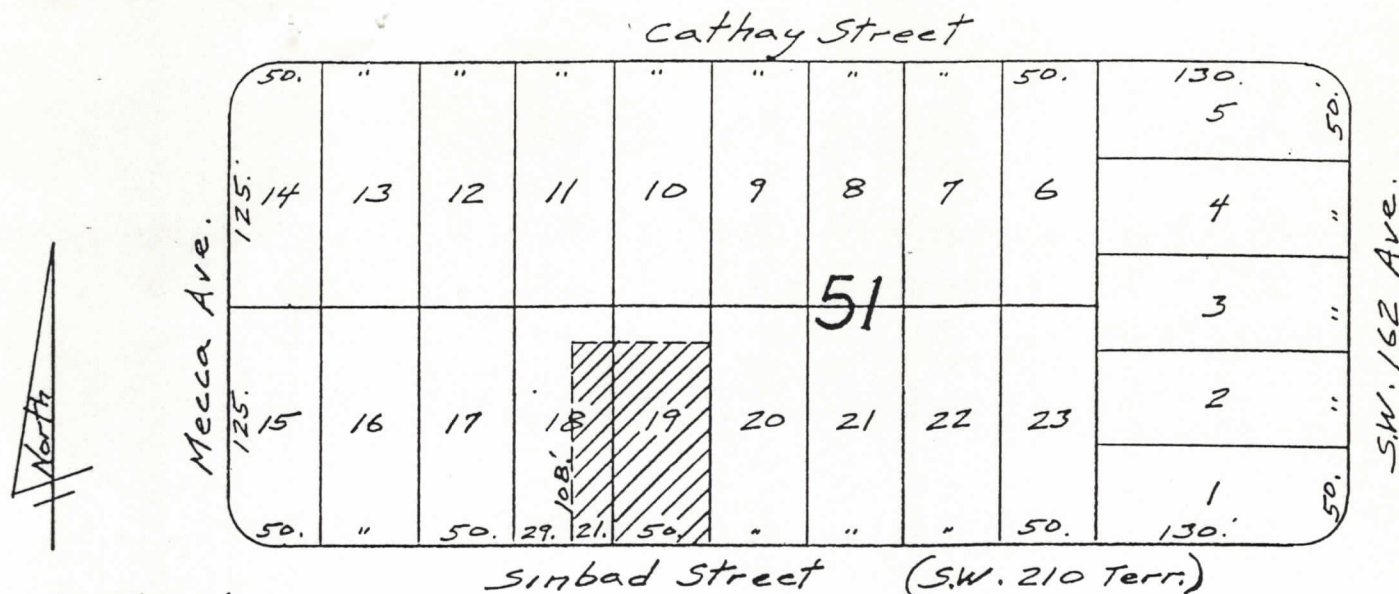 Cathay Street
50. " " " " " " " 50. 130.
5 50.
125. 14 13 12 11 10 9 8 7 6
4 "
Mecca Ave.
51
3 "
S.W. 162 Ave.
North
2 "
125. 15 16 17 18 19 20 21 22 23
108.'
1 50.
50. " 50. 29. 21. 50. " " " 50. 130.'
Sinbad Street (S.W. 210 Terr.)